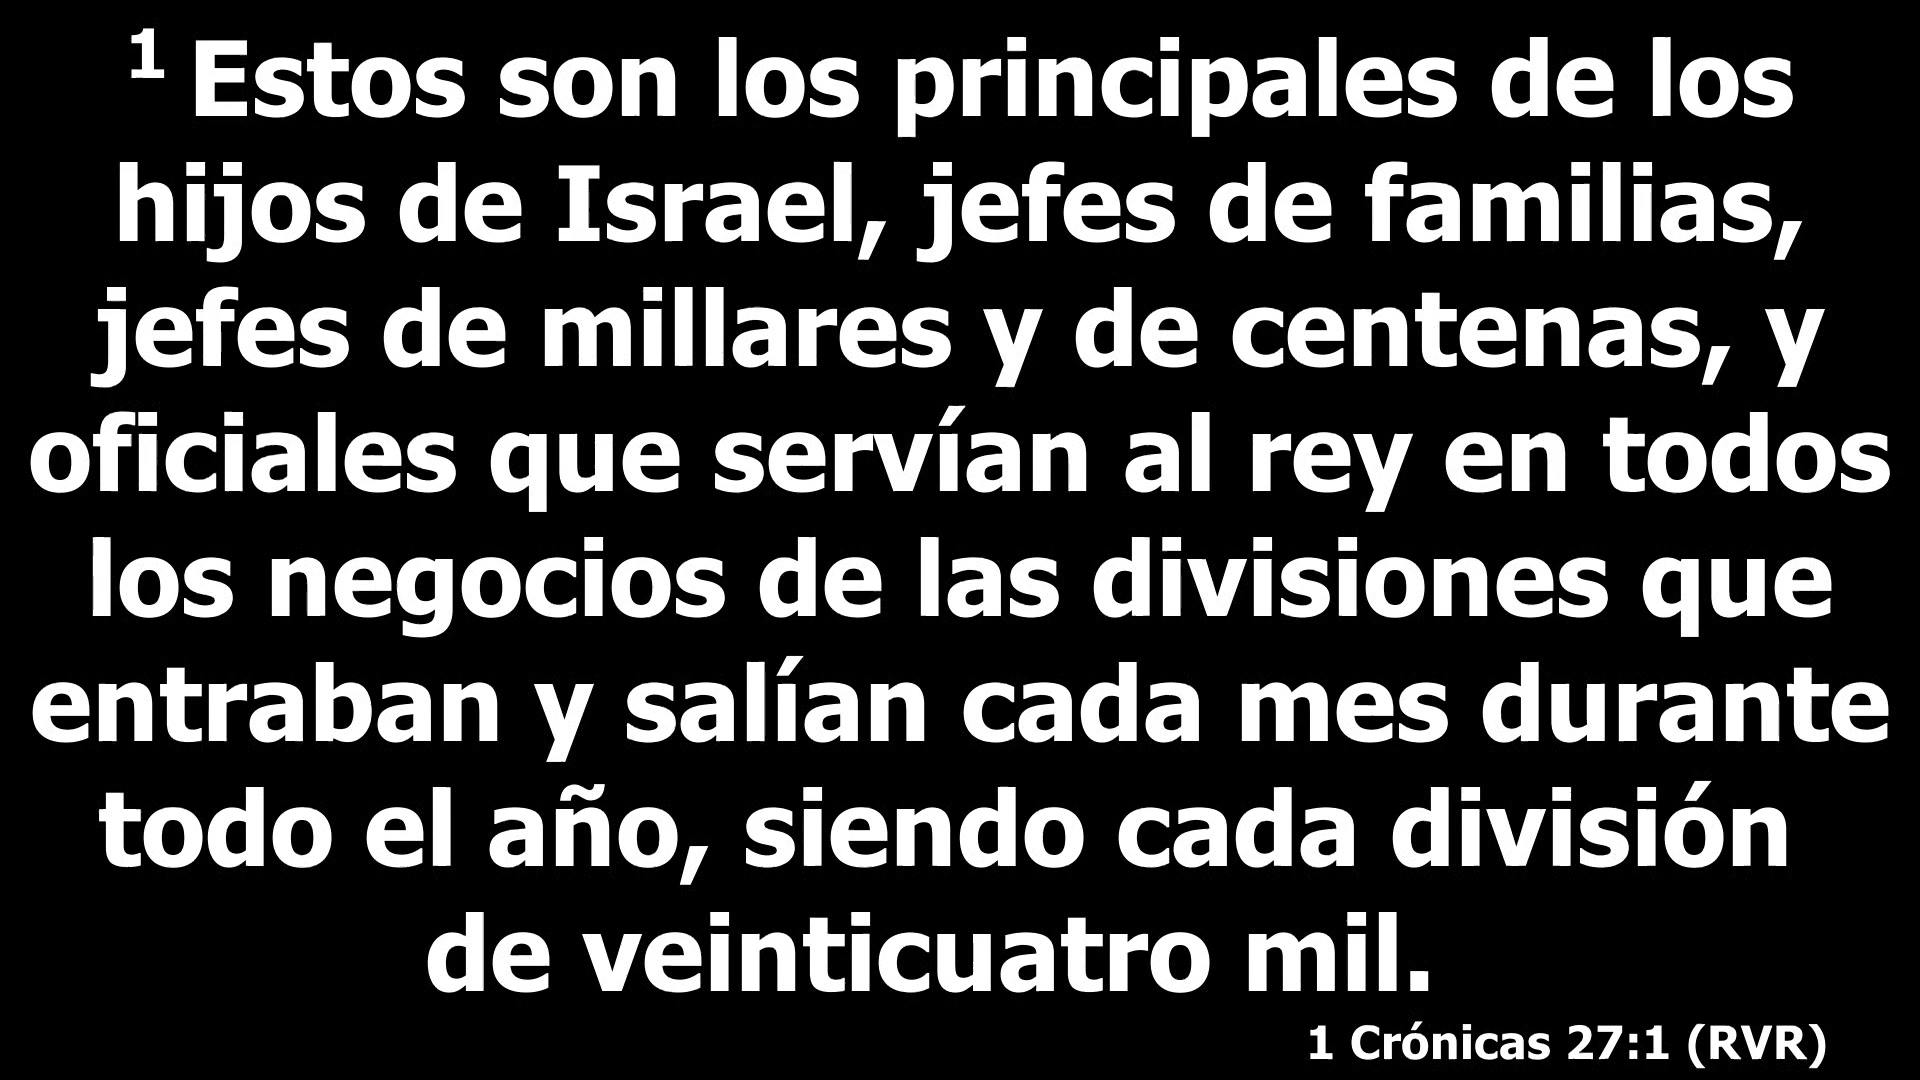 1 Estos son los principales de los
hijos de Israel, jefes de familias,
jefes de millares y de centenas, y
oficiales que servían al rey en todos
los negocios de las divisiones que
entraban y salían cada mes durante
todo el año, siendo cada división
de veinticuatro mil.
1 Crónicas 27:1 (RVR)